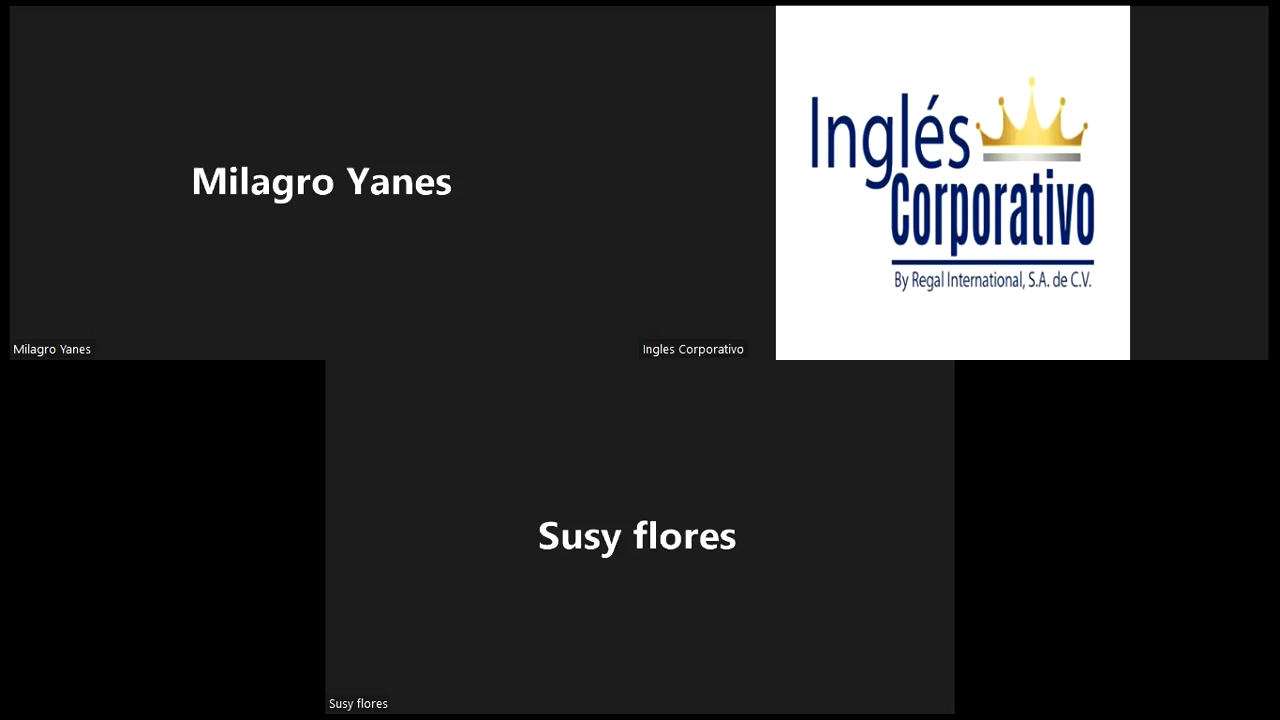 Milagro Yanes
Milagro Yanes
Inglés
Corporativo
By Regal International, S.A. de C.V.
Ingles Corporativo
Susy flores
Susy flores